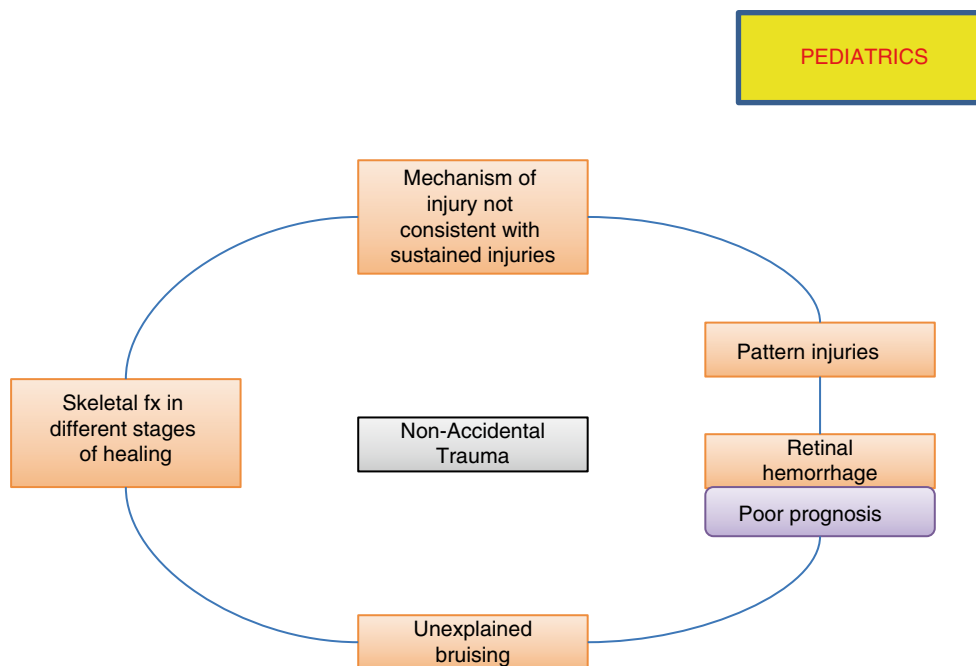 PEDIATRICS
Mechanism of
injury not
consistent with
sustained injuries
Pattern injuries
Skeletal fx in
different stages
of healing
Non-Accidental
Trauma
Retinal
hemorrhage
Poor prognosis
Unexplained
bruising